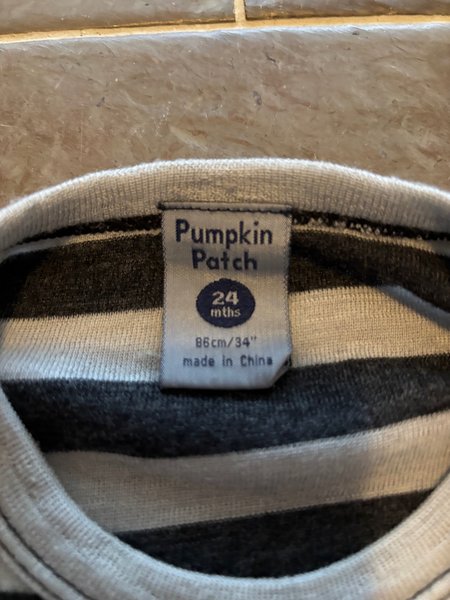 Pumpkin
Patch
24
mths
86cm/34"
made in China